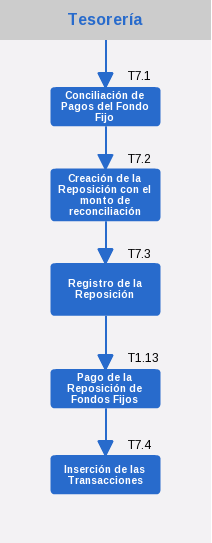 Tesorería
T7.1
Conciliación de
Pagos del Fondo
Fijo
T7.2
Creación de la
Reposición con el
monto de
reconciliación
T7.3
Registro de la
Reposición
T1.13
Pago de la
Reposición de
Fondos Fijos
T7.4
Inserción de las
Transacciones